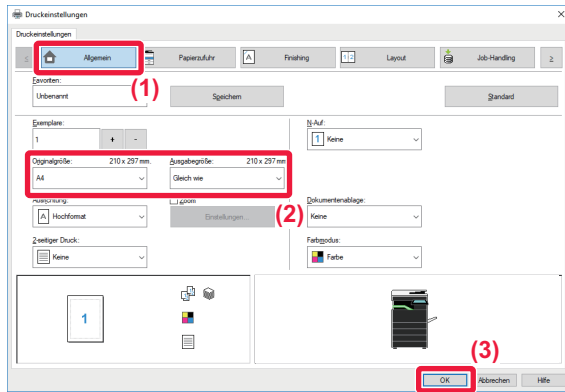 Druckeinstellungen
Druckeinstellungen
Allgemein
Papierzufuhr
A
Finishing
1 2
Layout
Job-Handling
(1)
Favoriten:
Unbenannt
Speichern
Standard
Exemplare:
1
+ -
N-Auf:
1 Keine
Originalgröße: 210 x 297 mm.
Ausgabegröße: 210 x 297 mm
A4
Gleich wie
(2)
Ausrichtung:
Zoom
A Hochformat
Einstellungen...
Dokumentenablage:
Keine
2-seitiger Druck:
Keine
Farbmodus:
Farbe
1
(3)
OK
Abbrechen
Hilfe